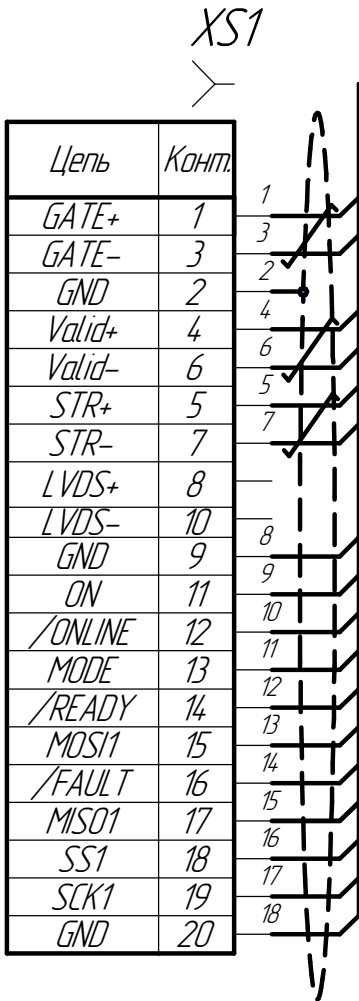 XS1
Цепь Конт.
GATE+ 1 1
GATE− 3 3
GND 2 2
Valid+ 4 4
Valid− 6 6
STR+ 5 5
STR− 7 7
LVDS+ 8
LVDS− 10
GND 9 8
ON 11 9
/ONLINE 12 10
MODE 13 11
/READY 14 12
MOSI1 15 13
/FAULT 16 14
MISO1 17 15
SS1 18 16
SCK1 19 17
GND 20 18